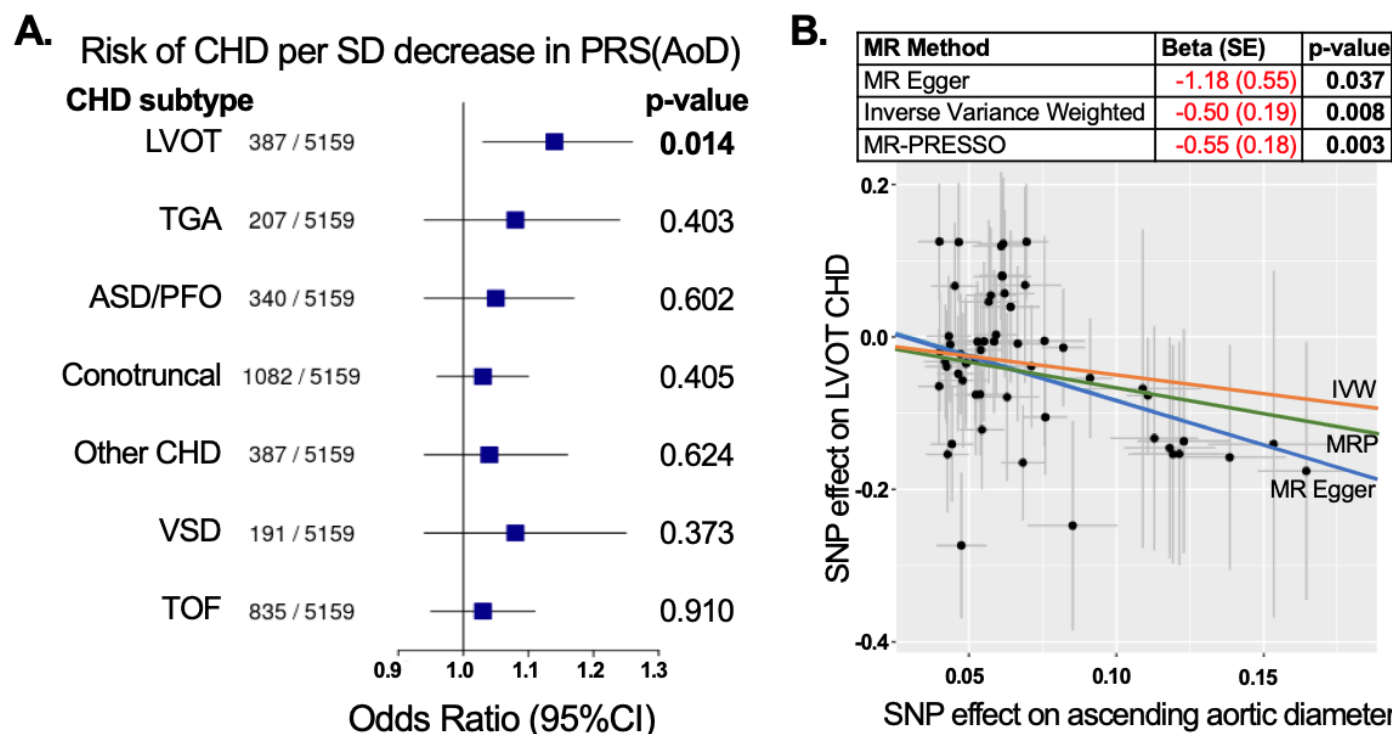 A.
Risk of CHD per SD decrease in PRS(AoD)
CHD subtype p-value
LVOT 387 / 5159 0.014
TGA 207 / 5159 0.403
ASD/PFO 340 / 5159 0.602
Conotruncal 1082 / 5159 0.405
Other CHD 387 / 5159 0.624
VSD 191 / 5159 0.373
TOF 835 / 5159 0.910
0.9 1.0 1.1 1.2 1.3
Odds Ratio (95%CI)
B.
MR Method Beta (SE) p-value
MR Egger -1.18 (0.55) 0.037
Inverse Variance Weighted -0.50 (0.19) 0.008
MR-PRESSO -0.55 (0.18) 0.003
SNP effect on LVOT CHD
0.2
0.0
-0.2
-0.4
IVW
MRP
MR Egger
0.05 0.10 0.15
SNP effect on ascending aortic diameter